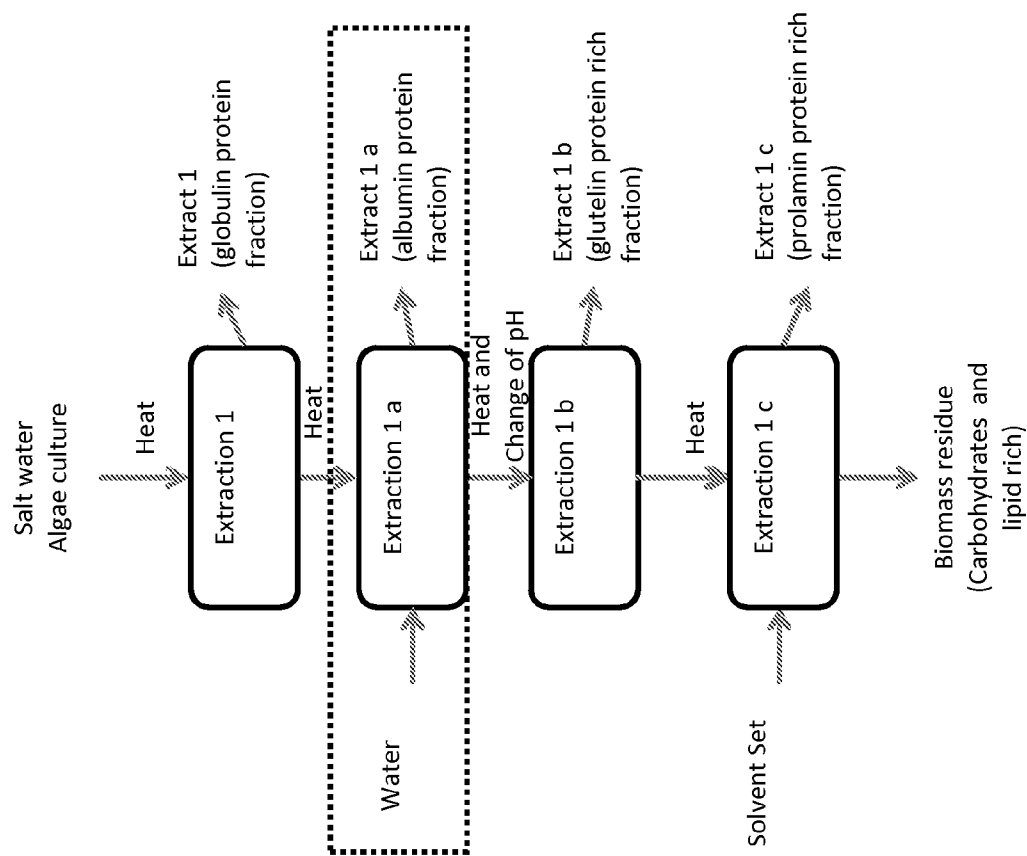 Salt water
Algae culture
Heat
Extraction 1
Extract 1
(globulin protein
fraction)
Heat
Water
Extraction 1 a
Extract 1 a
(albumin protein
fraction)
Heat and
Change of pH
Extraction 1 b
Extract 1 b
(glutelin protein rich
fraction)
Heat
Solvent Set
Extraction 1 c
Extract 1 c
(prolamin protein rich
fraction)
Biomass residue
(Carbohydrates and
lipid rich)